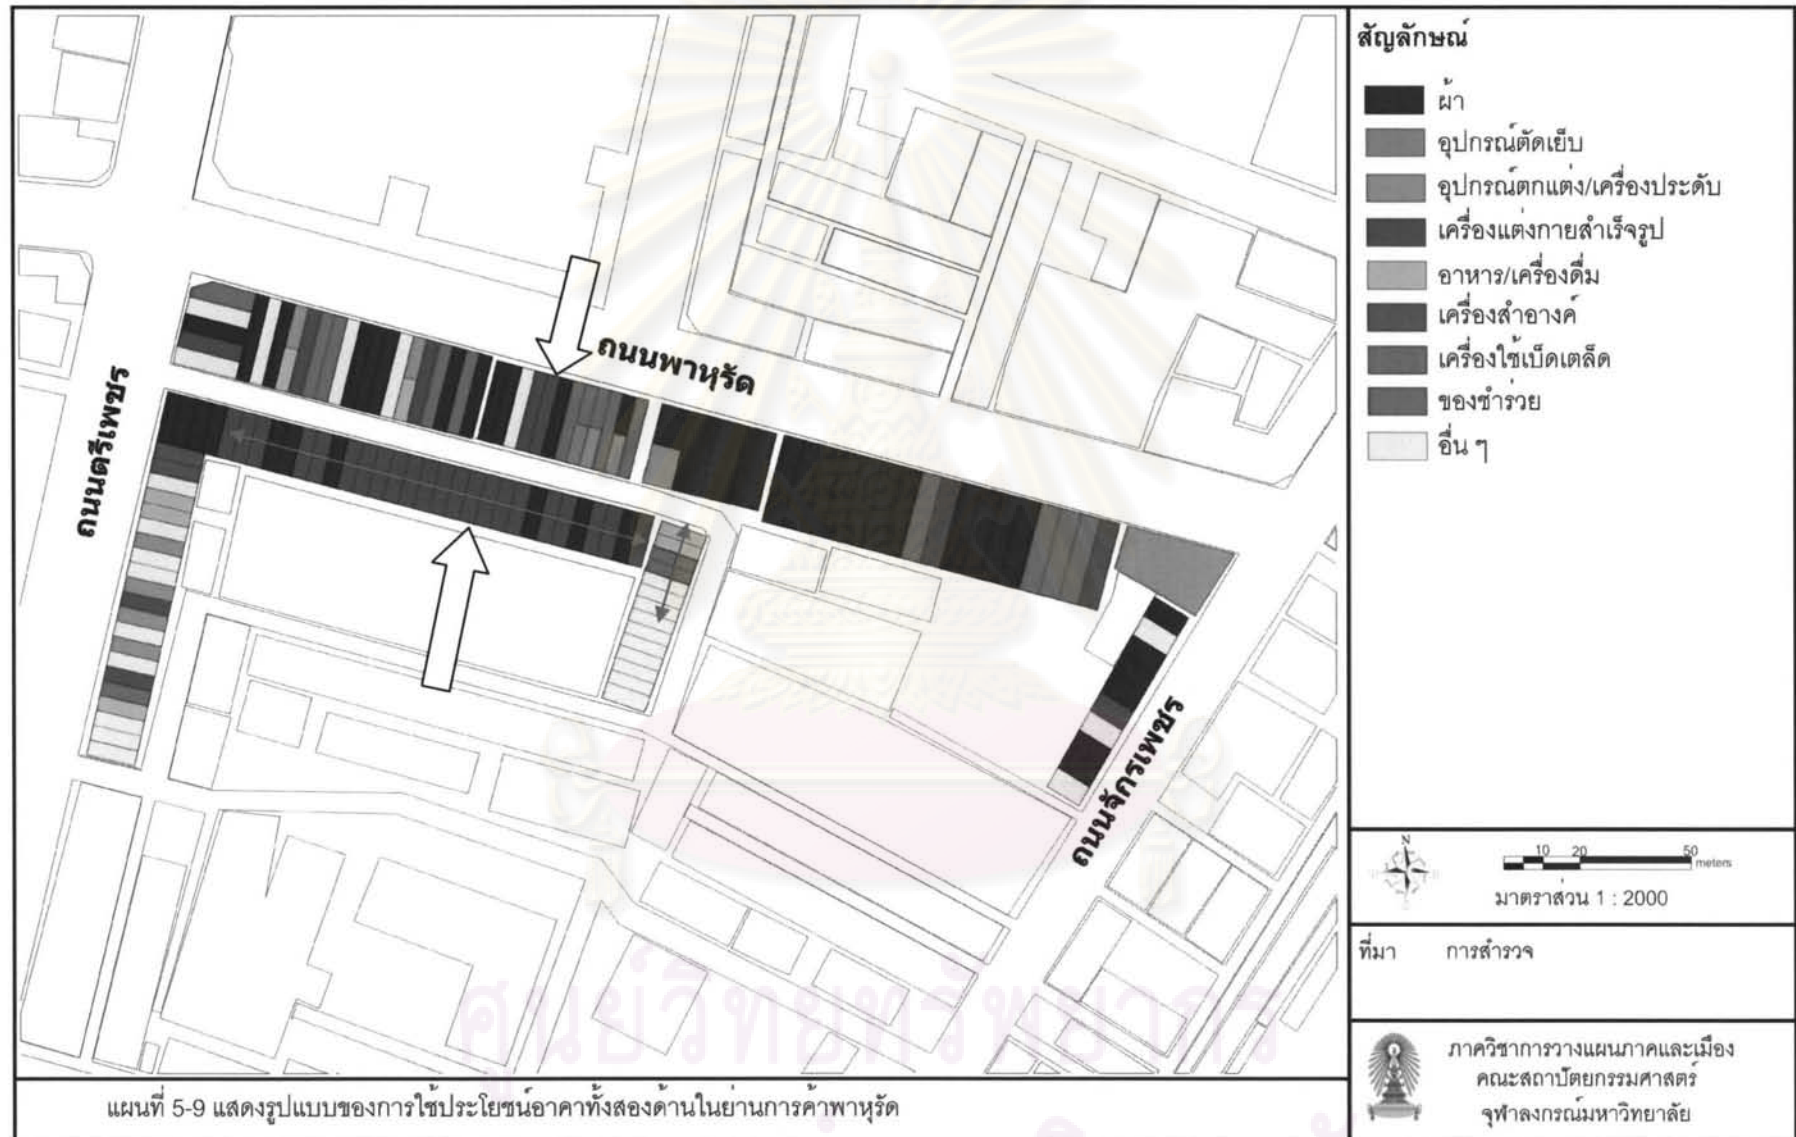 สัญลักษณ์
ผ้า
อุปกรณ์ตัดเย็บ
อุปกรณ์ตกแต่ง/เครื่องประดับ
เครื่องแต่งกายสำเร็จรูป
อาหาร/เครื่องดื่ม
เครื่องสำอางค์
เครื่องใช้เบ็ดเตล็ด
ของชำร่วย
อื่น ๆ
ถนนพาหุรัด
ถนนตรีเพชร
ถนนจักรเพชร
N
10 20 50
meters
มาตราส่วน 1 : 2000
ที่มา การสำรวจ
ภาควิชาการวางแผนภาคและเมือง
คณะสถาปัตยกรรมศาสตร์
จุฬาลงกรณ์มหาวิทยาลัย
ศูนย์วิทยทรัพยากร
แผนที่ 5-9 แสดงรูปแบบของการใช้ประโยชน์อาคาทั้งสองด้านในย่านการค้าพาหุรัด